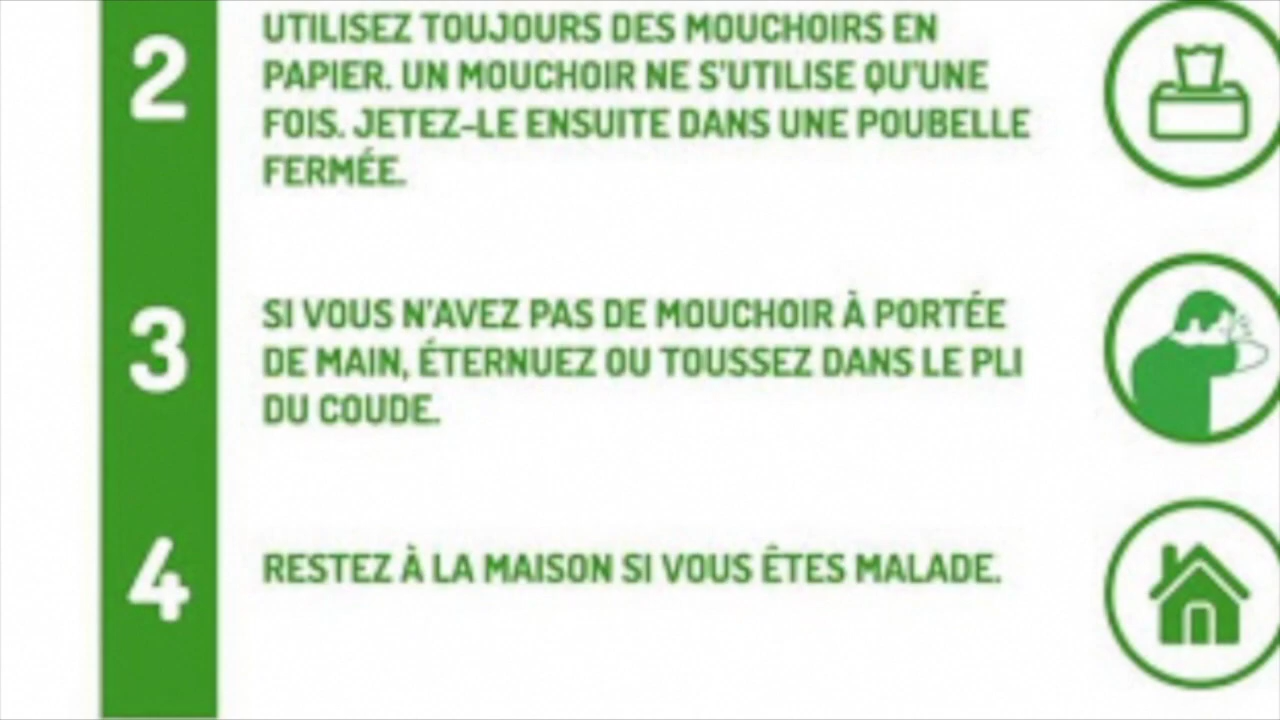 2
UTILISEZ TOUJOURS DES MOUCHOIRS EN
PAPIER. UN MOUCHOIR NE S'UTILISE QU'UNE
FOIS. JETEZ-LE ENSUITE DANS UNE POUBELLE
FERMÉE.
3
SI VOUS N'AVEZ PAS DE MOUCHOIR À PORTÉE
DE MAIN, ÉTERNUEZ OU TOUSSEZ DANS LE PLI
DU COUDE.
4
RESTEZ À LA MAISON SI VOUS ÊTES MALADE.